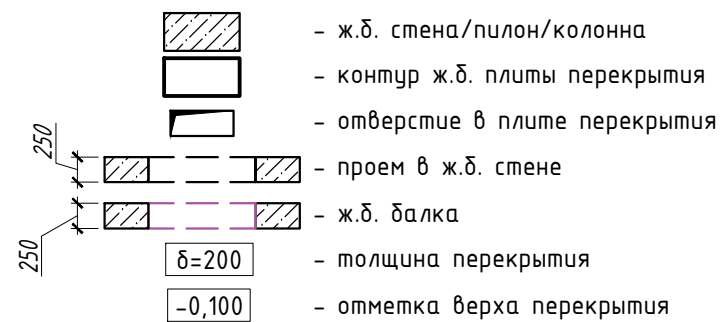 - ж.б. стена/пилон/колонна
- контур ж.б. плиты перекрытия
- отверстие в плите перекрытия
250 - проем в ж.б. стене
250 - ж.б. балка
δ=200 - толщина перекрытия
-0,100 - отметка верха перекрытия